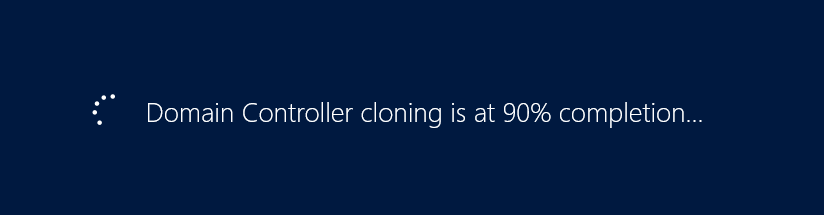 Domain Controller cloning is at 90% completion...